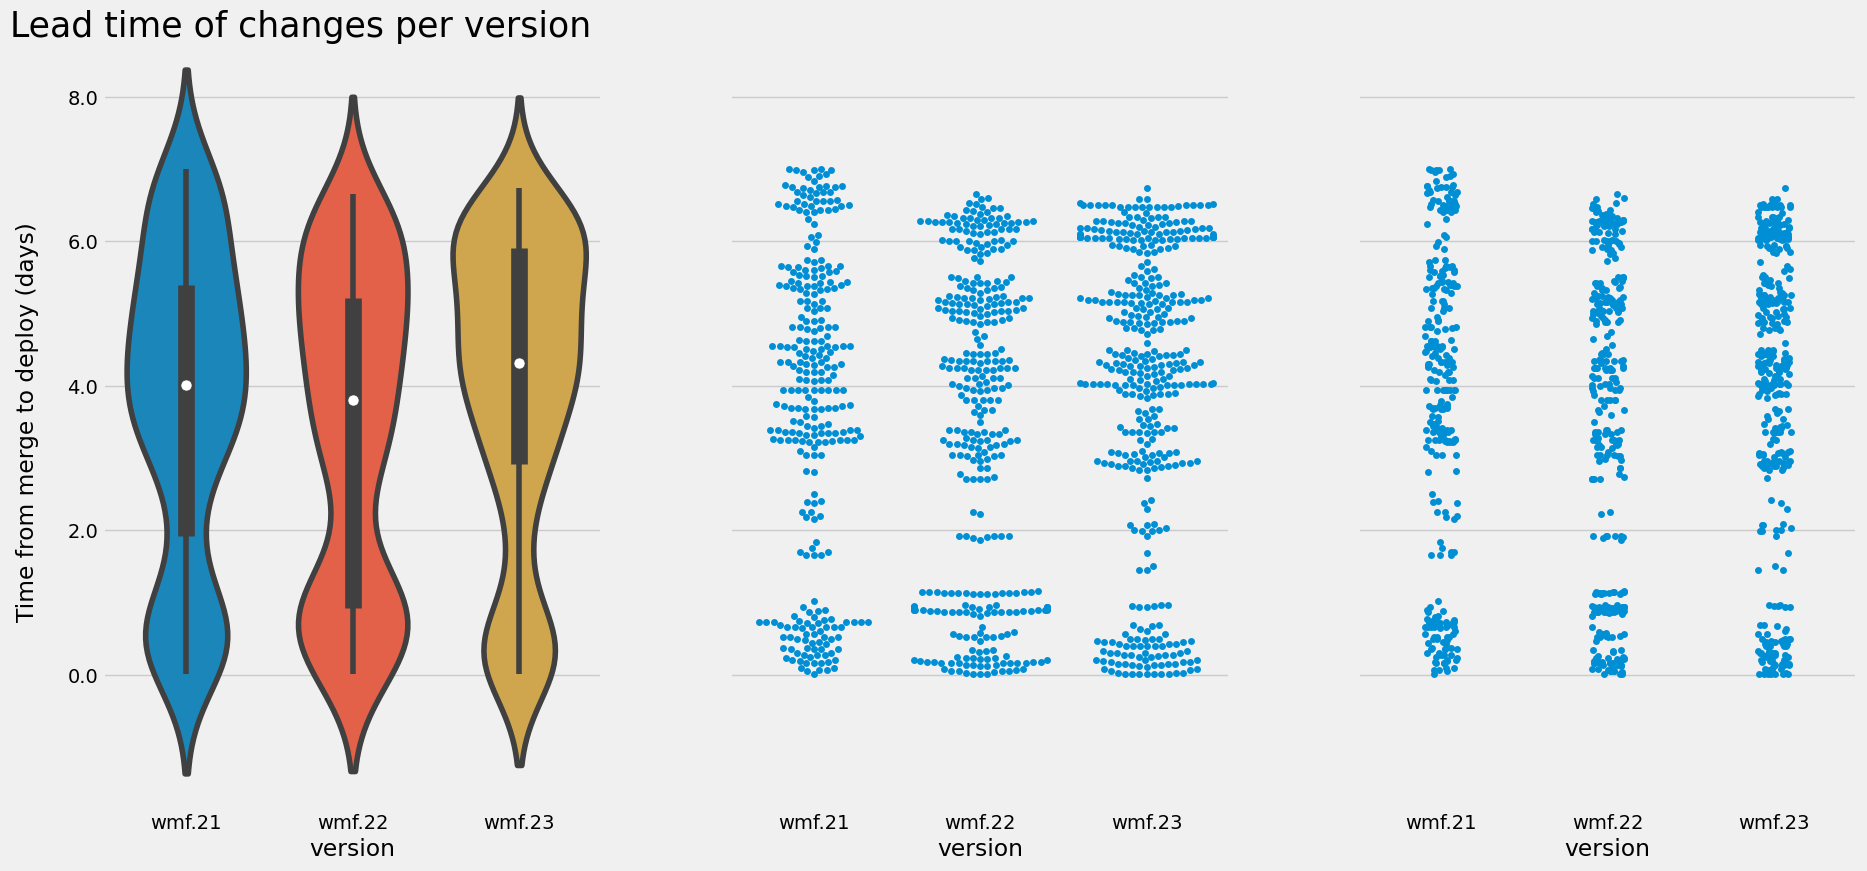 Lead time of changes per version
Time from merge to deploy (days)
8.0
6.0
4.0
2.0
0.0
wmf.21 wmf.22 wmf.23
version
wmf.21 wmf.22 wmf.23
version
wmf.21 wmf.22 wmf.23
version